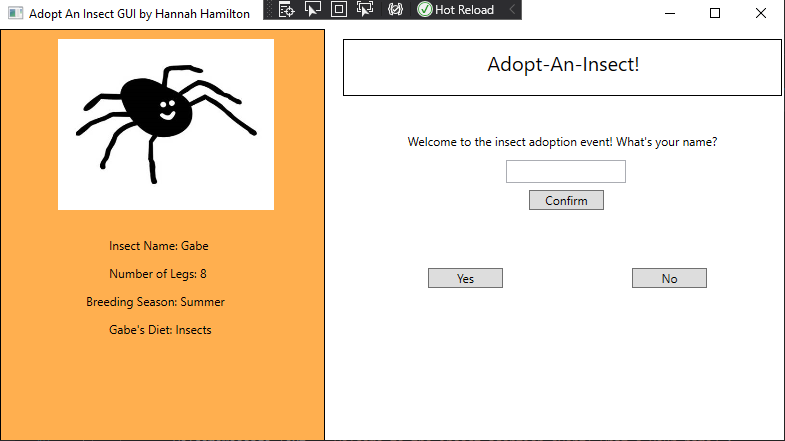 Adopt An Insect GUI by Hannah Hamilton
Hot Reload
Adopt-An-Insect!
Welcome to the insect adoption event! What's your name?
Confirm
Yes
No
Insect Name: Gabe
Number of Legs: 8
Breeding Season: Summer
Gabe's Diet: Insects